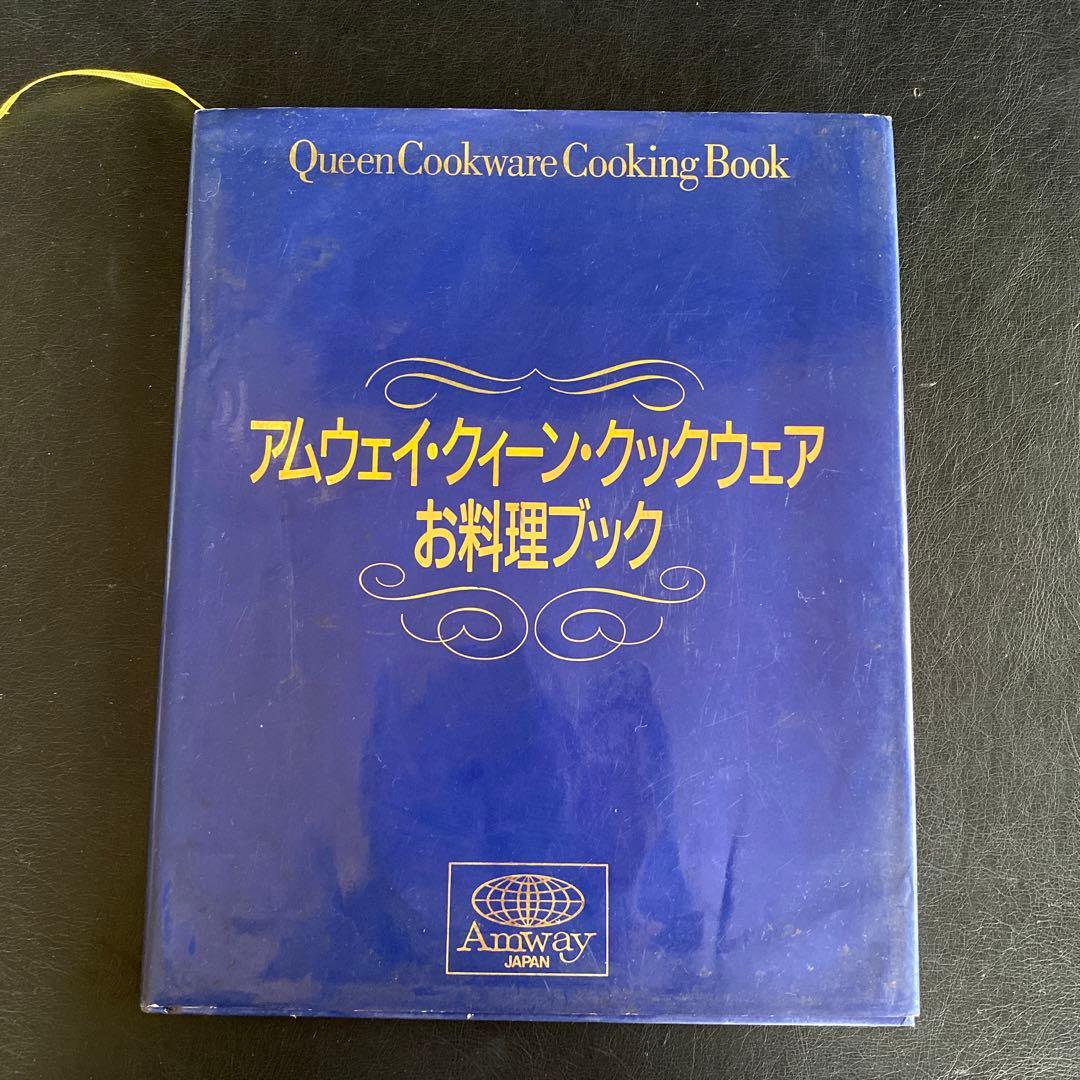 Queen Cookware Cooking Book
アムウェイ・クィーン・クックウェア
お料理ブック
Amway
JAPAN